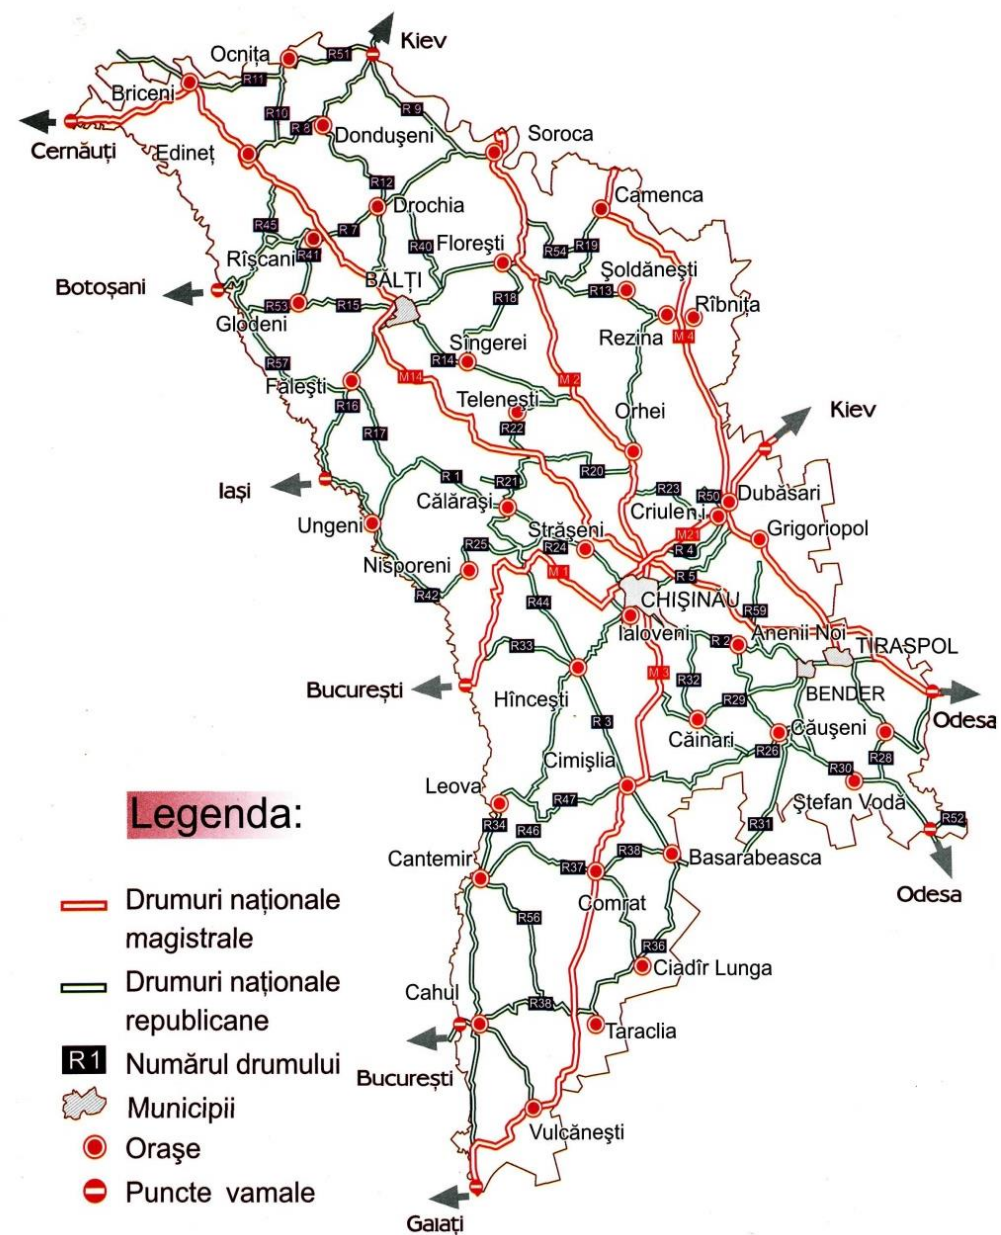 Kiev
Ocnița
R51
Briceni
R11
R10
R 9
R 8
Dondușeni
Soroca
Cernăuți
Edineț
R12
Camenca
Drochia
R45
R 7
R40
Florești
R54
R19
Rîșcani
R41
BĂLȚI
Șoldănești
Botoșani
R13
R18
Rîbnița
R53
R15
Glodeni
Rezina
M 4
Sîngerei
R14
R57
M14
M 2
Fălești
Telenești
R16
Orhei
Kiev
R22
R17
R 1
R20
R21
R23
R50
Dubăsari
Iași
Călărași
Criuleni
Ungeni
Strășeni
M21
Grigoriopol
R25
R24
R 4
Nisporeni
M 1
R 5
R42
R44
CHIȘINĂU
R59
Ialoveni
R 2
Anenii Noi
R33
TIRASPOL
M 3
R32
București
BENDER
Hîncești
R29
R 3
Căinari
Căușeni
Odesa
R26
R28
Cimișlia
R30
Leova
R47
Ștefan Vodă
R34
R46
R31
R52
Cantemir
R38
Basarabeasca
R37
Odesa
Comrat
R56
R36
Ciadîr Lunga
Cahul
R38
Taraclia
București
Vulcănești
Galați
Legenda:
Drumuri naționale
magistrale
Drumuri naționale
republicane
R1 Numărul drumului
Municipii
Orașe
Puncte vamale